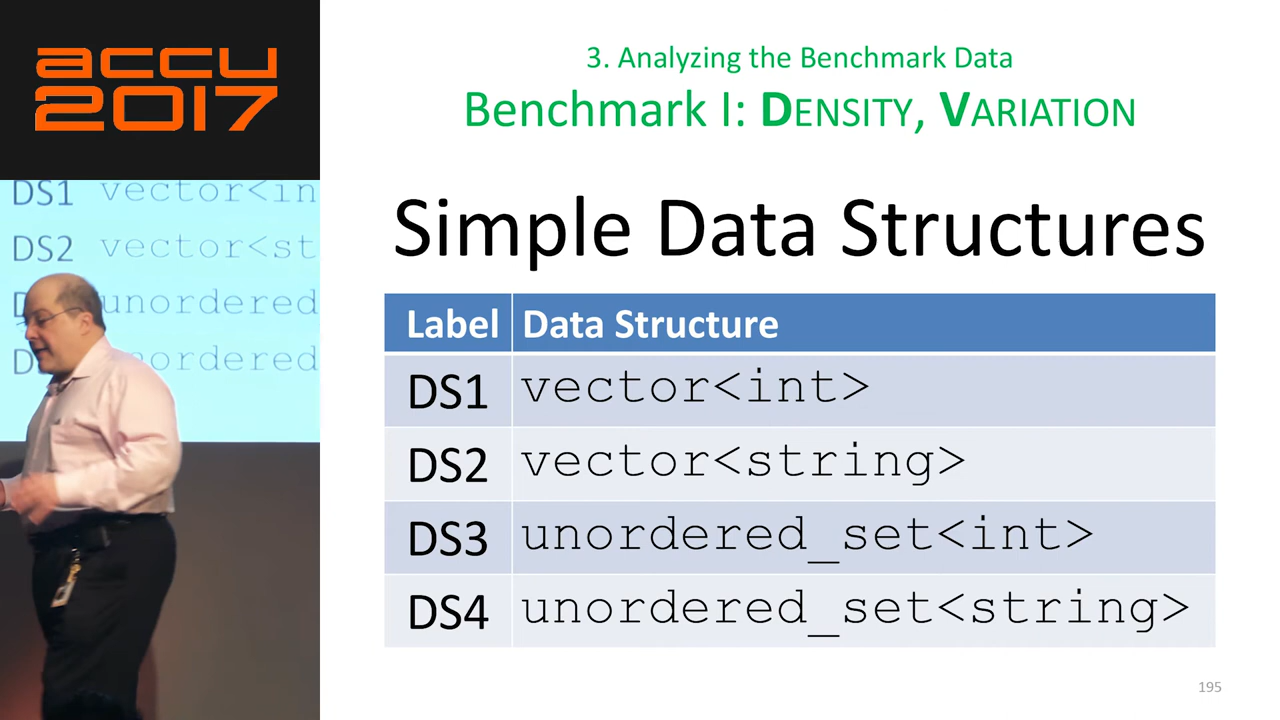 accu
2017
3. Analyzing the Benchmark Data
Benchmark I: DENSITY, VARIATION
Simple Data Structures
Label Data Structure
DS1 vector<int>
DS2 vector<string>
DS3 unordered_set<int>
DS4 unordered_set<string>
195
DS1 vector<in
DS2 vector<st
unordered
unordered